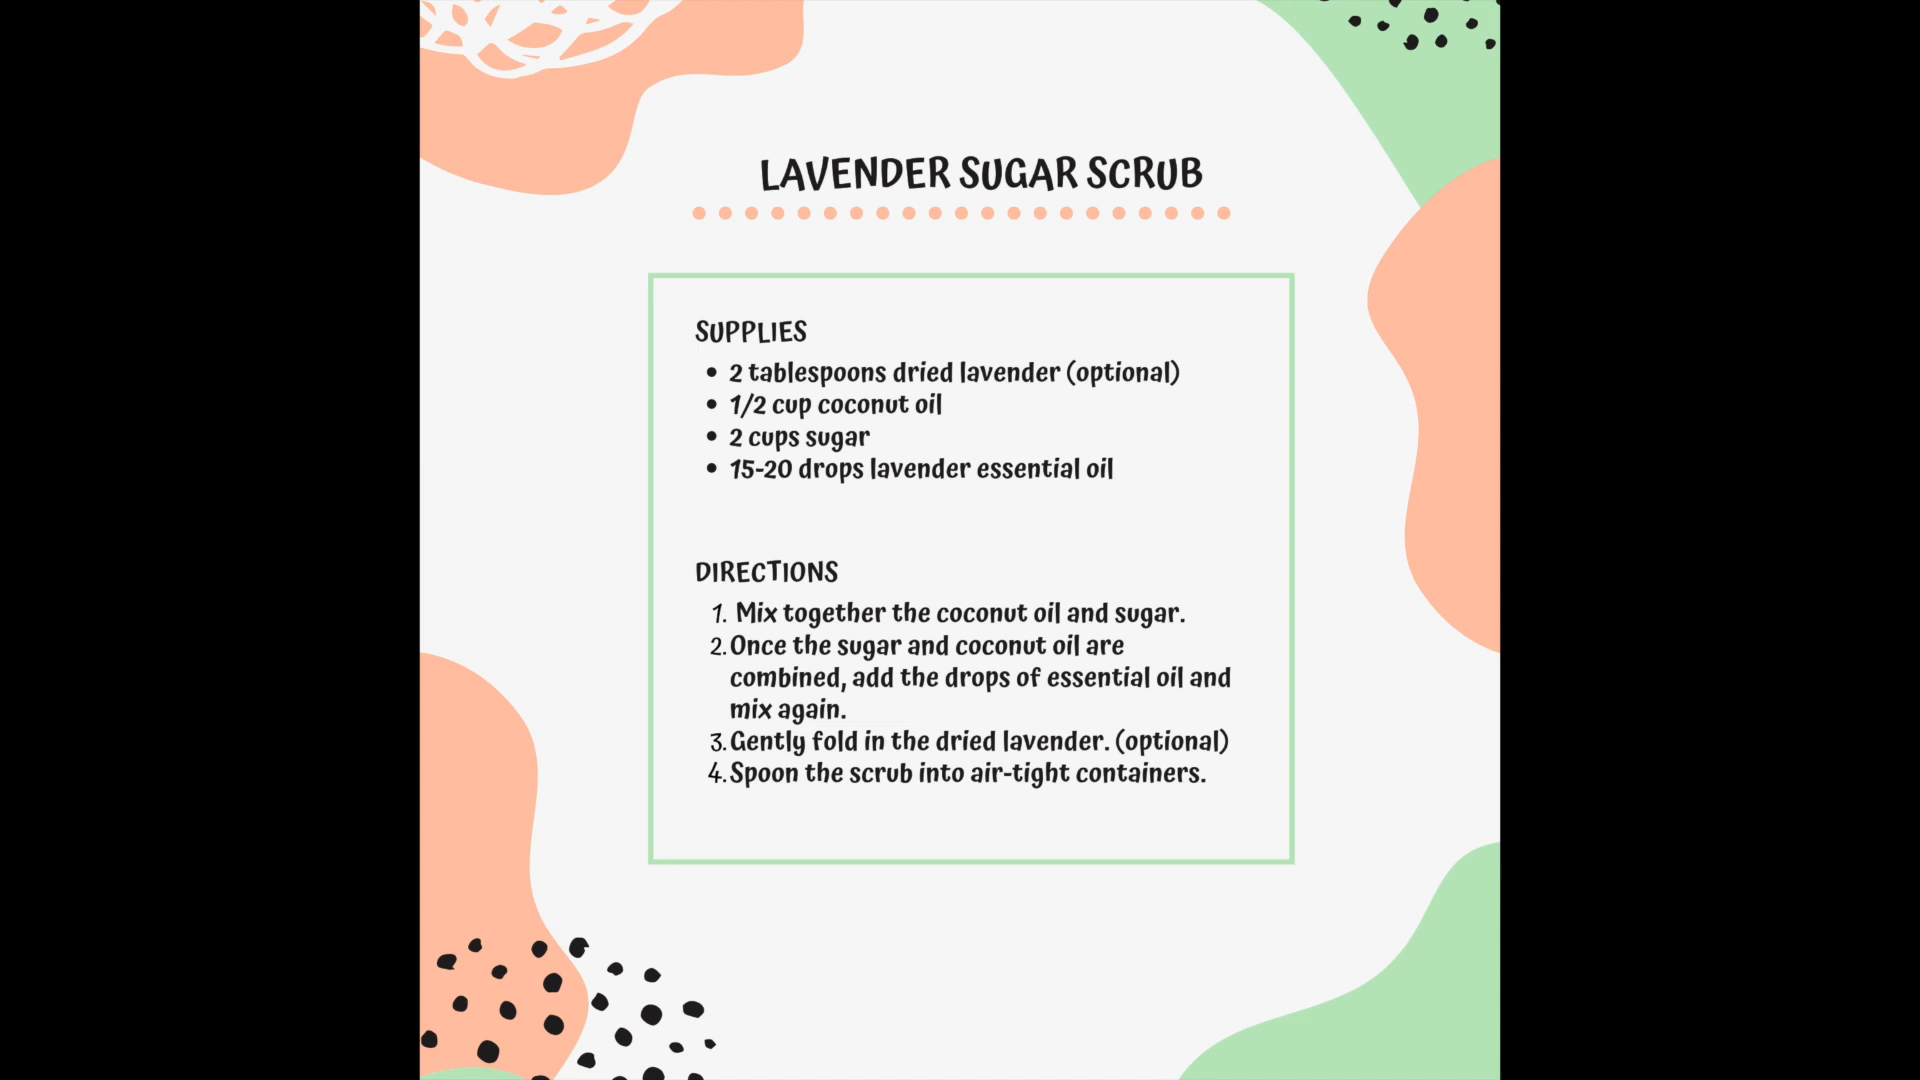 LAVENDER SUGAR SCRUB
SUPPLIES
• 2 tablespoons dried lavender (optional)
• 1/2 cup coconut oil
• 2 cups sugar
• 15-20 drops lavender essential oil
DIRECTIONS
1. Mix together the coconut oil and sugar.
2. Once the sugar and coconut oil are
combined, add the drops of essential oil and
mix again.
3. Gently fold in the dried lavender. (optional)
4. Spoon the scrub into air-tight containers.